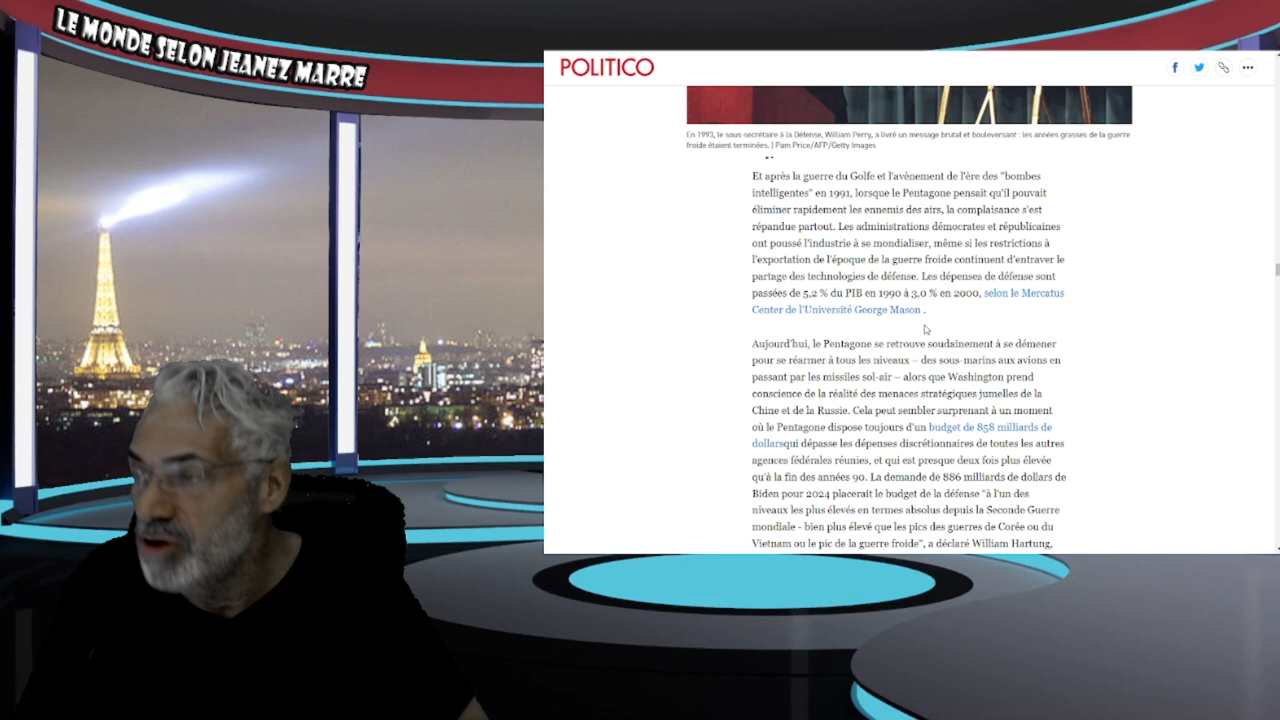 LE MONDE SELON JEANEZ MARRE
POLITICO
En 1993, le sous-secrétaire à la Défense, William Perry, a livré un message brutal et bouleversant : les années grasses de la guerre
froide étaient terminées. | Pam Price/AFP/Getty Images
Et après la guerre du Golfe et l'avènement de l'ère des "bombes
intelligentes" en 1991, lorsque le Pentagone pensait qu'il pouvait
éliminer rapidement les ennemis des airs, la complaisance s'est
répandue partout. Les administrations démocrates et républicaines
ont poussé l'industrie à se mondialiser, même si les restrictions à
l'exportation de l'époque de la guerre froide continuent d'entraver le
partage des technologies de défense. Les dépenses de défense sont
passées de 5,2 % du PIB en 1990 à 3,0 % en 2000, selon le Mercatus
Center de l'Université George Mason .
Aujourd'hui, le Pentagone se retrouve soudainement à se démener
pour se réarmer à tous les niveaux – des sous-marins aux avions en
passant par les missiles sol-air – alors que Washington prend
conscience de la réalité des menaces stratégiques jumelles de la
Chine et de la Russie. Cela peut sembler surprenant à un moment
où le Pentagone dispose toujours d'un budget de 858 milliards de
dollarsqui dépasse les dépenses discrétionnaires de toutes les autres
agences fédérales réunies, et qui est presque deux fois plus élevée
qu'à la fin des années 90. La demande de 886 milliards de dollars de
Biden pour 2024 placerait le budget de la défense "à l'un des
niveaux les plus élevés en termes absolus depuis la Seconde Guerre
mondiale - bien plus élevé que les pics des guerres de Corée ou du
Vietnam ou le pic de la guerre froide", a déclaré William Hartung,